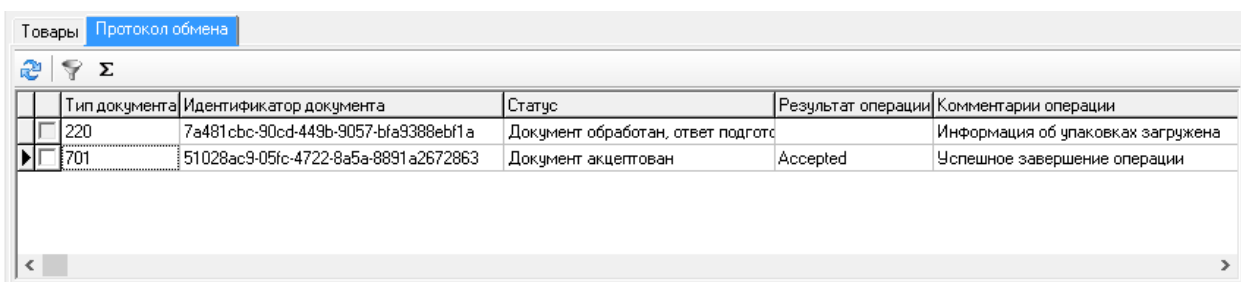 Товары Протокол обмена
Σ
Тип документа Идентификатор документа Статус Результат операции Комментарии операции
220 7a481cbc-90cd-449b-9057-bfa9388ebf1a Документ обработан, ответ подгото Информация об упаковках загружена
701 51028ac9-05fc-4722-8a5a-8891a2672863 Документ акцептован Accepted Успешное завершение операции